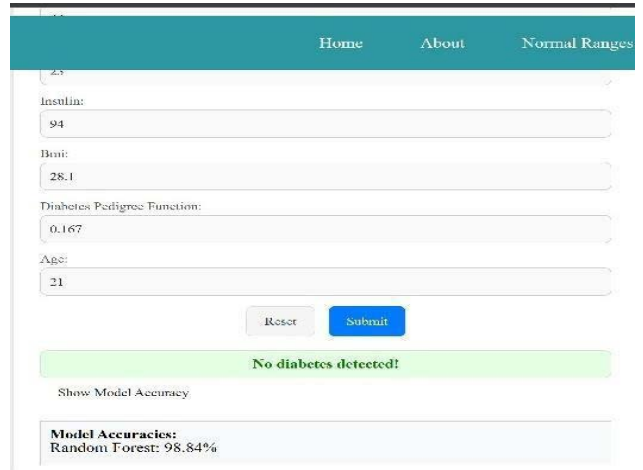 Home About Normal Ranges
Insulin:
94
Bmi:
28.1
Diabetes Pedigree Function:
0.167
Age:
21
Reset Submit
No diabetes detected!
Show Model Accuracy
Model Accuracies:
Random Forest: 98.84%